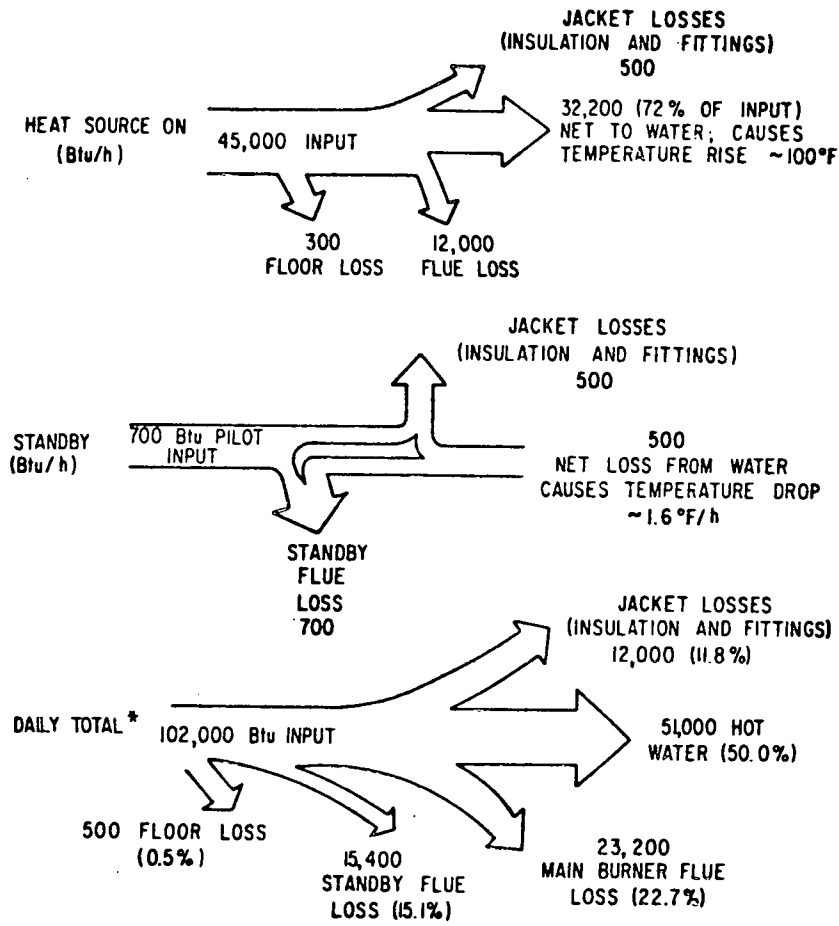 JACKET LOSSES
(INSULATION AND FITTINGS)
500
HEAT SOURCE ON
(Btu/h)
45,000 INPUT
32,200 (72% OF INPUT)
NET TO WATER; CAUSES
TEMPERATURE RISE ~100°F
300
FLOOR LOSS
12,000
FLUE LOSS
JACKET LOSSES
(INSULATION AND FITTINGS)
500
STANDBY
(Btu/h)
700 Btu PILOT
INPUT
500
NET LOSS FROM WATER
CAUSES TEMPERATURE DROP
~1.6°F/h
STANDBY
FLUE
LOSS
700
JACKET LOSSES
(INSULATION AND FITTINGS)
12,000 (11.8%)
DAILY TOTAL*
102,000 Btu INPUT
51,000 HOT
WATER (50.0%)
500 FLOOR LOSS
(0.5%)
15,400
STANDBY FLUE
LOSS (15.1%)
23,200
MAIN BURNER FLUE
LOSS (22.7%)